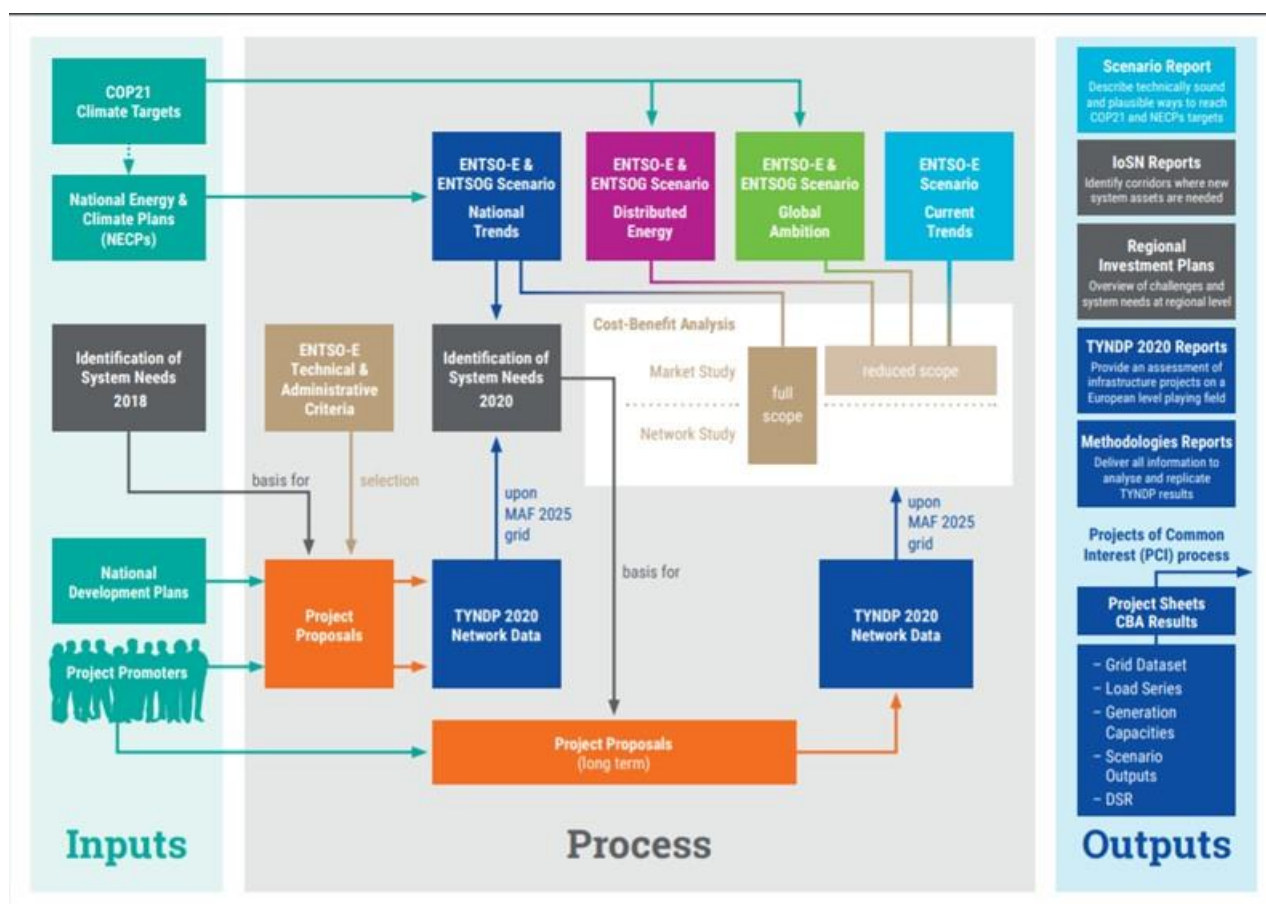 COP21
Climate Targets
National Energy &
Climate Plans
(NECPs)
Identification of
System Needs
2018
National
Development Plans
Project Promoters
Inputs
ENTSO-E &
ENTSOG Scenario
National
Trends
ENTSO-E &
ENTSOG Scenario
Distributed
Energy
ENTSO-E &
ENTSOG Scenario
Global
Ambition
ENTSO-E
Scenario
Current
Trends
ENTSO-E
Technical &
Administrative
Criteria
Identification of
System Needs
2020
Cost-Benefit Analysis
Market Study
Network Study
full
scope
reduced scope
basis for
selection
upon
MAF 2025
grid
basis for
upon
MAF 2025
grid
Project
Proposals
TYNDP 2020
Network Data
TYNDP 2020
Network Data
Project Proposals
(long term)
Process
Scenario Report
Describe technically sound
and plausible ways to reach
COP21 and NECPs targets
IoSN Reports
Identify corridors where new
system assets are needed
Regional
Investment Plans
Overview of challenges and
system needs at regional level
TYNDP 2020 Reports
Provide an assessment of
infrastructure projects on a
European level playing field
Methodologies Reports
Deliver all information to
analyse and replicate
TYNDP results
Projects of Common
Interest (PCI) process
Project Sheets
CBA Results
– Grid Dataset
– Load Series
– Generation
Capacities
– Scenario
Outputs
– DSR
Outputs